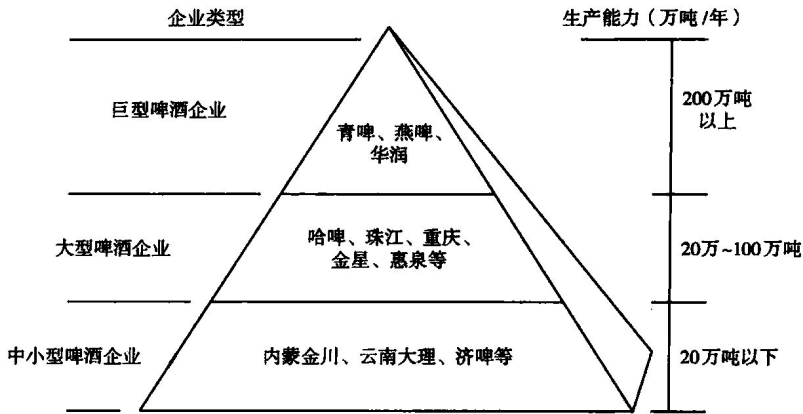 企业类型
生产能力（万吨/年）
巨型啤酒企业
青啤、燕啤、
华润
200万吨
以上
大型啤酒企业
哈啤、珠江、重庆、
金星、惠泉等
20万~100万吨
中小型啤酒企业
内蒙金川、云南大理、济啤等
20万吨以下